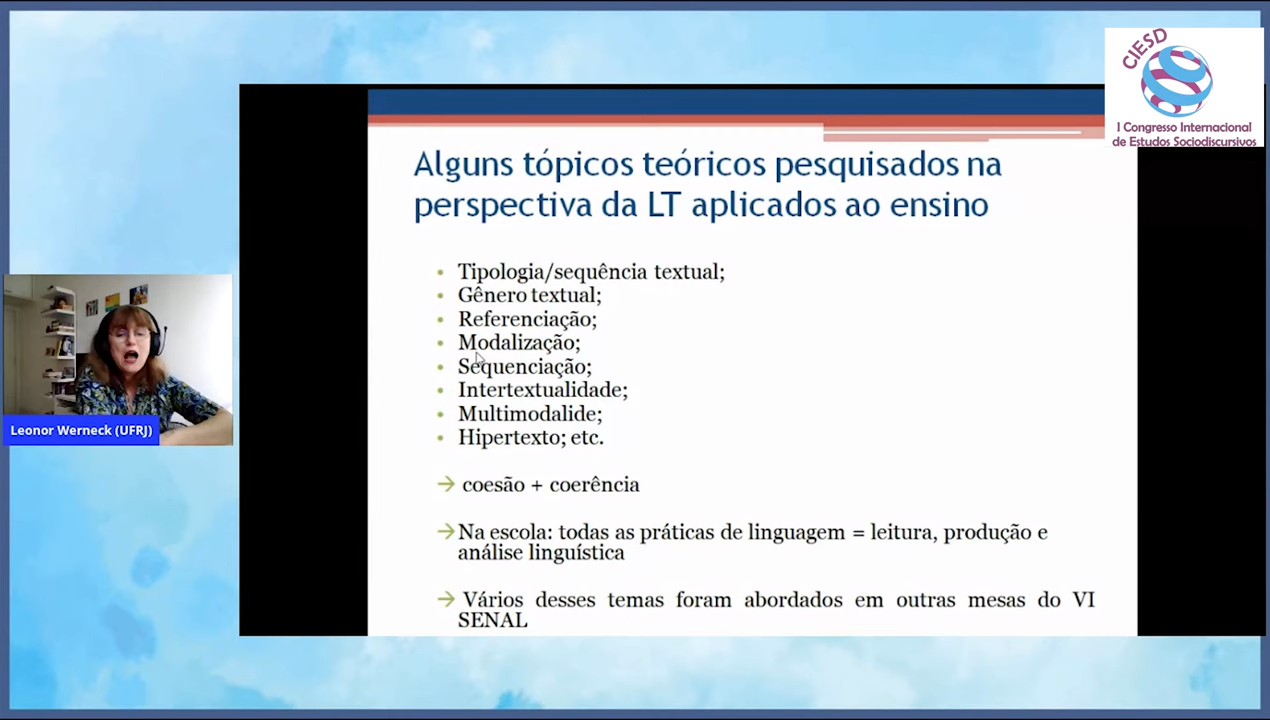 CIESD
I Congresso Internacional
de Estudos Sociodiscursivos
Alguns tópicos teóricos pesquisados na
perspectiva da LT aplicados ao ensino
• Tipologia/sequência textual;
• Gênero textual;
• Referenciação;
• Modalização;
• Sequenciação;
• Intertextualidade;
• Multimodalide;
• Hipertexto; etc.
→ coesão + coerência
→Na escola: todas as práticas de linguagem = leitura, produção e
análise linguística
→ Vários desses temas foram abordados em outras mesas do VI
SENAL
Leonor Werneck (UFRJ)